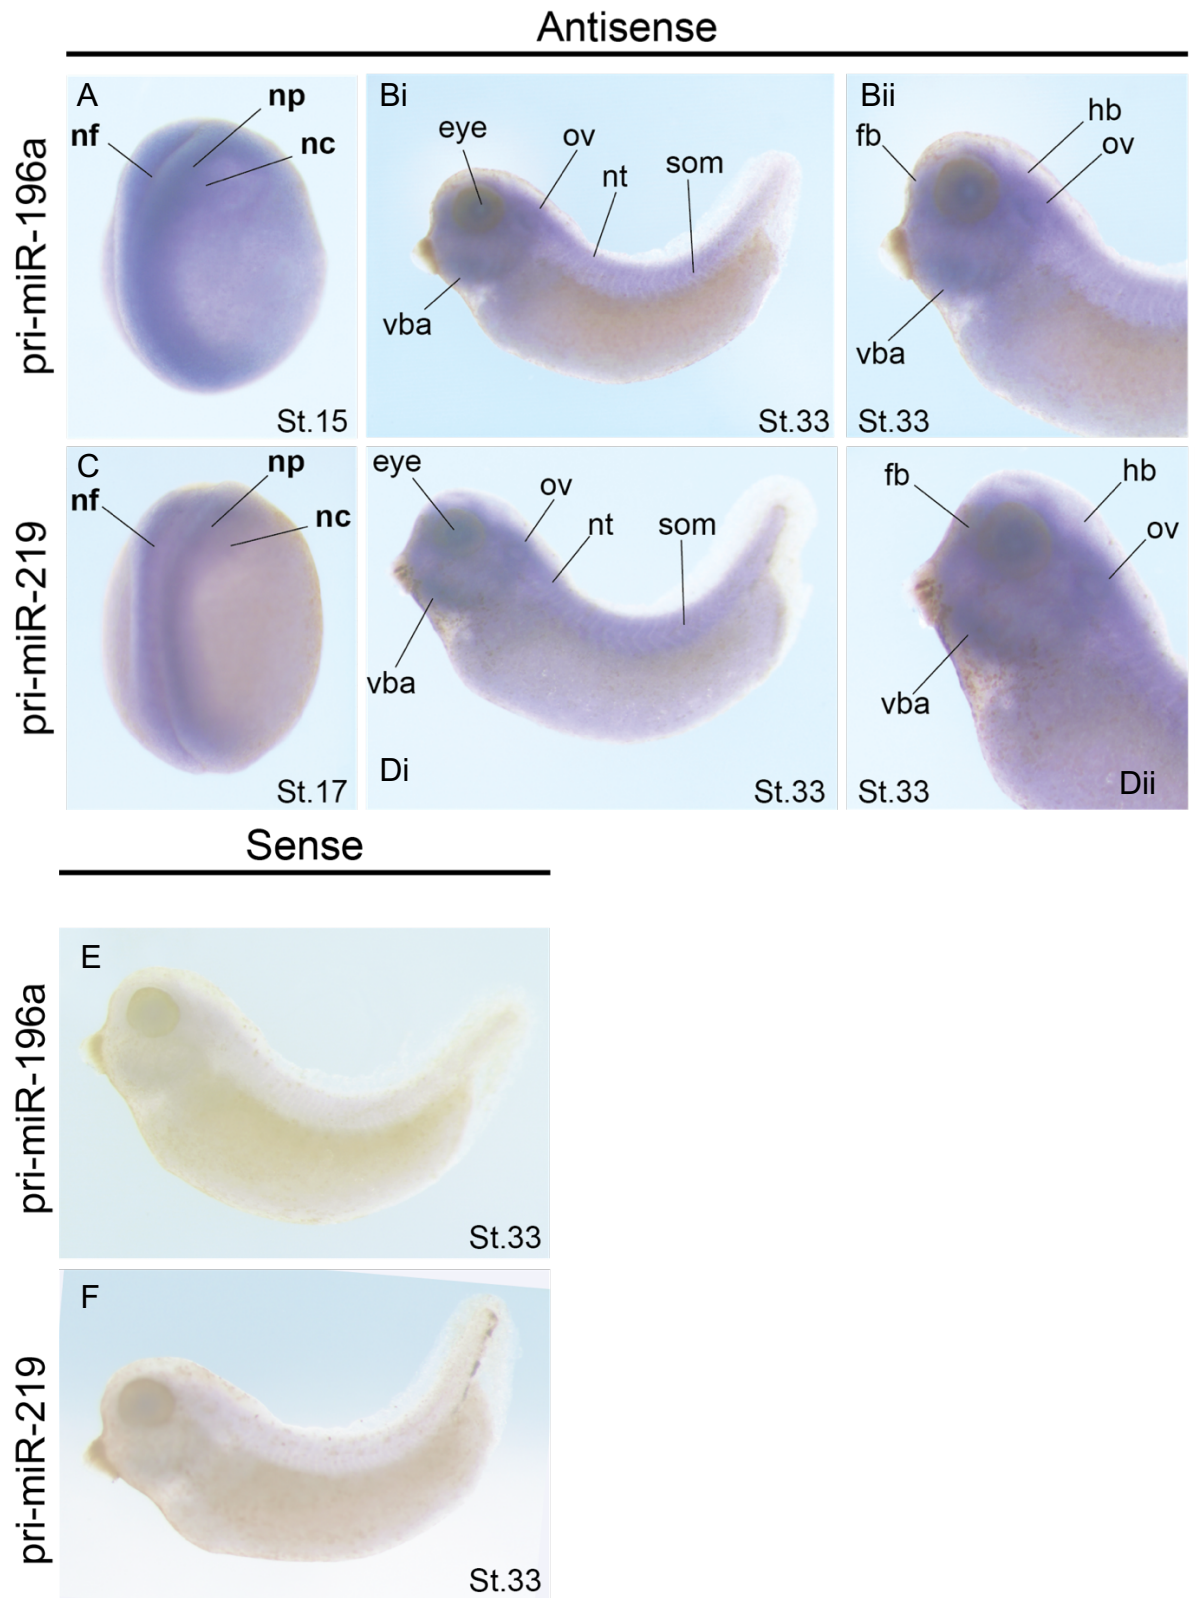 Antisense
pri-miR-196a
A
np
nf
nc
St.15
Bi
eye
ov
nt
som
vba
St.33
Bii
hb
fb
ov
vba
St.33
pri-miR-219
C
np
nf
nc
St.17
eye
ov
nt
som
vba
Di
St.33
fb
hb
ov
vba
Dii
St.33
Sense
pri-miR-196a
E
St.33
pri-miR-219
F
St.33